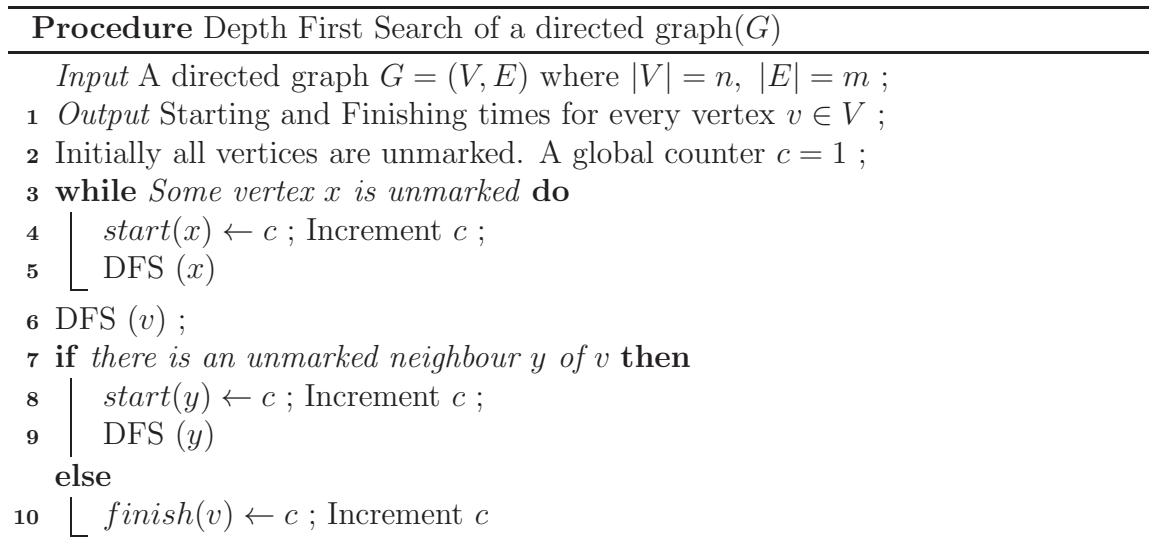 Procedure Depth First Search of a directed graph(G)
Input A directed graph G = (V, E) where |V| = n, |E| = m ;
1 Output Starting and Finishing times for every vertex v ∈ V ;
2 Initially all vertices are unmarked. A global counter c = 1 ;
3 while Some vertex x is unmarked do
4 start(x) ← c ; Increment c ;
5 DFS (x)
6 DFS (v) ;
7 if there is an unmarked neighbour y of v then
8 start(y) ← c ; Increment c ;
9 DFS (y)
else
10 finish(v) ← c ; Increment c